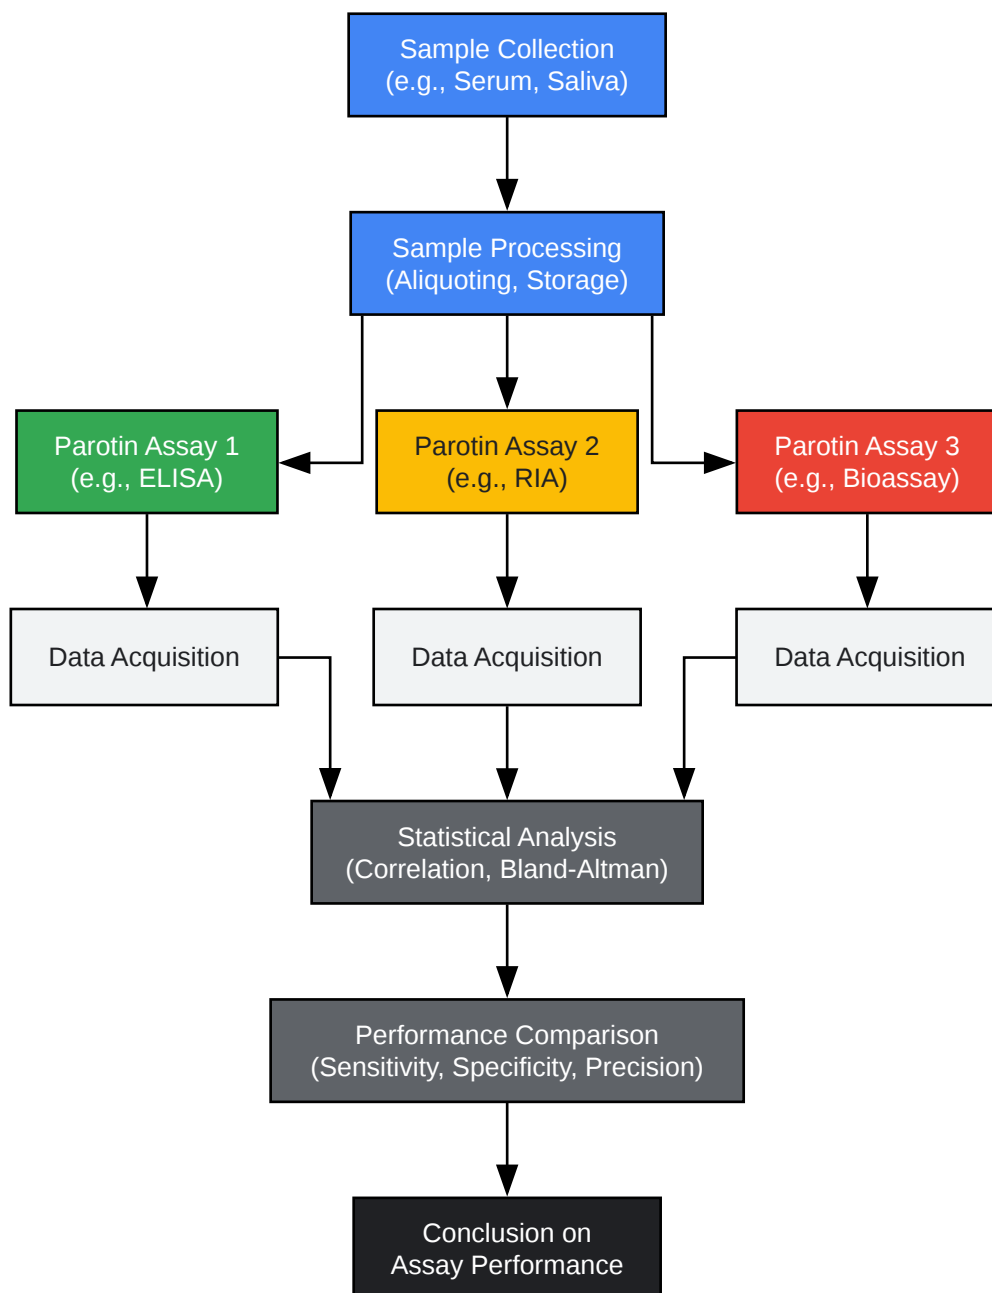 Sample Collection
(e.g., Serum, Saliva)
Sample Processing
(Aliquoting, Storage)
Parotin Assay 1
(e.g., ELISA)
Parotin Assay 2
(e.g., RIA)
Parotin Assay 3
(e.g., Bioassay)
Data Acquisition
Data Acquisition
Data Acquisition
Statistical Analysis
(Correlation, Bland-Altman)
Performance Comparison
(Sensitivity, Specificity, Precision)
Conclusion on
Assay Performance